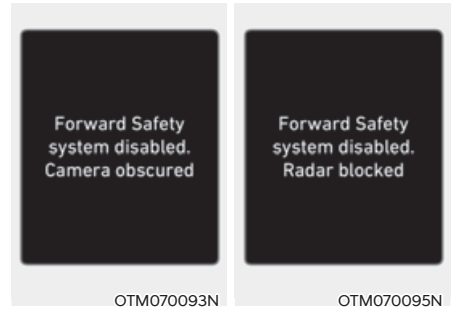 Forward Safety
system disabled.
Camera obscured
OTM070093N
Forward Safety
system disabled.
Radar blocked
OTM070095N